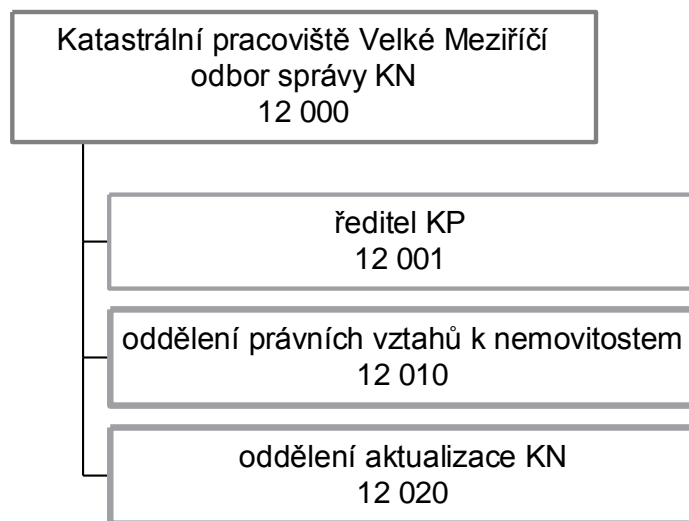 Katastrální pracoviště Velké Meziříčí
odbor správy KN
12 000
ředitel KP
12 001
oddělení právních vztahů k nemovitostem
12 010
oddělení aktualizace KN
12 020